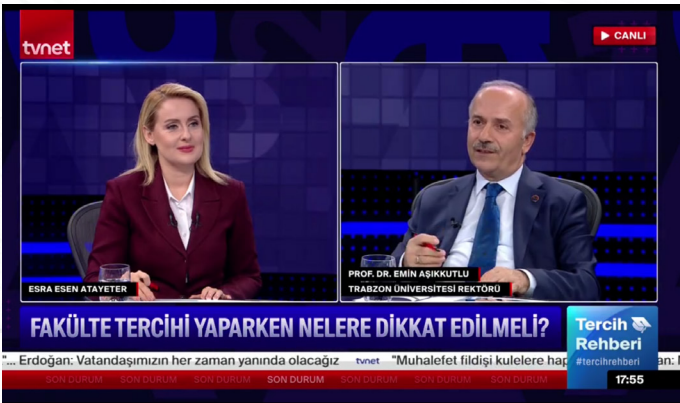 tvnet
CANLI
ESRA ESEN ATAYETER
PROF. DR. EMİN AŞIKKUTLU
TRABZON ÜNİVERSİTESİ REKTÖRÜ
FAKÜLTE TERCİHİ YAPARKEN NELERE DİKKAT EDİLMELİ?
Tercih
Rehberi
#tercihrehberi
"... Erdoğan: Vatandaşımızın her zaman yanında olacağız tvnet "Muhalefet fildişi kulelere
SON DURUM SON DURUM SON DURUM SON DURUM SON DURUM SON DURUM SON DURUM
17:55